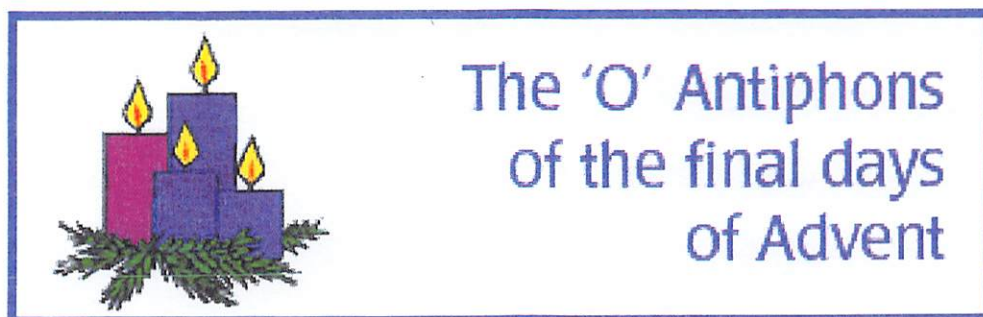 The ‘O’ Antiphons
of the final days
of Advent